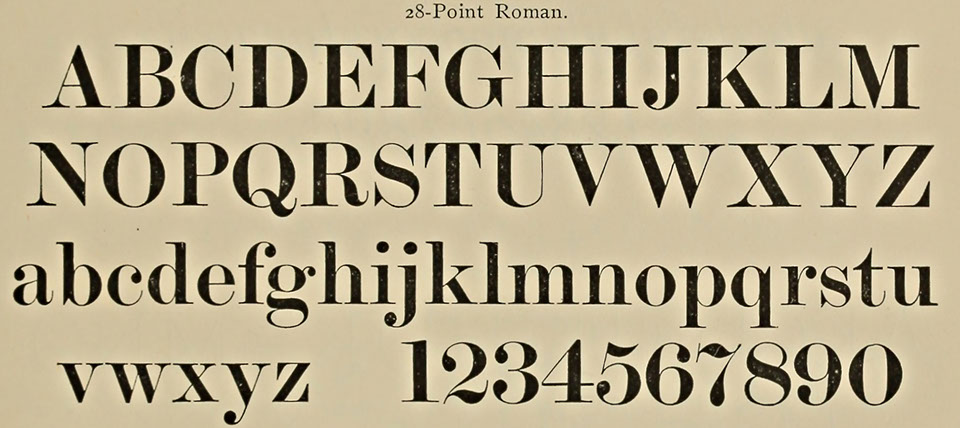 28-Point Roman.
ABCDEFGHIJKLM
NOPQRSTUVWXYZ
abcdefghijklmnopqrstu
vwxyz 1234567890